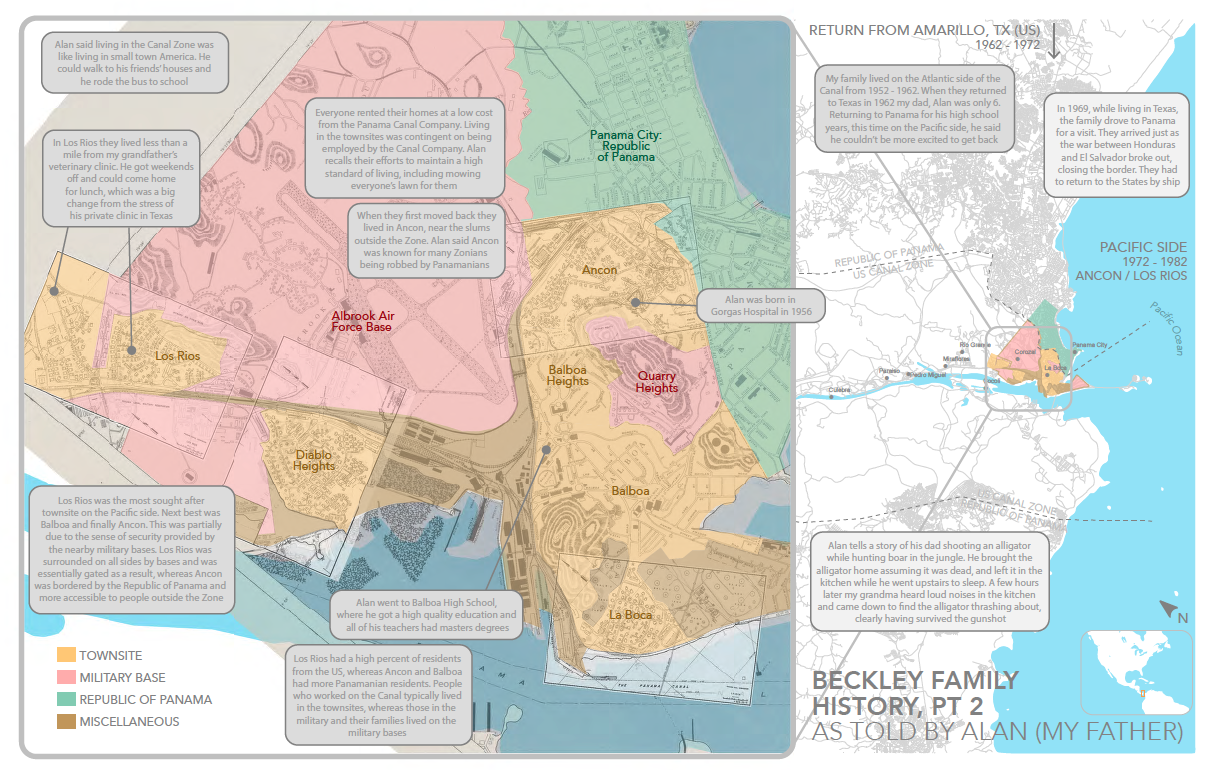 Alan said living in the Canal Zone was
like living in small town America. He
could walk to his friends' houses and
he rode the bus to school
In Los Rios they lived less than a
mile from my grandfather's
veterinary clinic. He got weekends
off and could come home
for lunch, which was a big
change from the stress of
his private clinic in Texas
Everyone rented their homes at a low cost
from the Panama Canal Company. Living
in the townsites was contingent on being
employed by the Canal Company. Alan
recalls their efforts to maintain a high
standard of living, including mowing
everyone's lawn for them
When they first moved back they
lived in Ancon, near the slums
outside the Zone. Alan said Ancon
was known for many Zonians
being robbed by Panamanians
Panama City:
Republic
of Panama
Ancon
Alan was born in
Gorgas Hospital in 1956
Albrook Air
Force Base
Los Rios
Balboa
Heights
Quarry
Heights
Diablo
Heights
Balboa
La Boca
THE PANAMA CANAL
Los Rios was the most sought after
townsite on the Pacific side. Next best was
Balboa and finally Ancon. This was partially
due to the sense of security provided by
the nearby military bases. Los Rios was
surrounded on all sides by bases and was
essentially gated as a result, whereas Ancon
was bordered by the Republic of Panama and
more accessible to people outside the Zone
Alan went to Balboa High School,
where he got a high quality education and
all of his teachers had masters degrees
Los Rios had a high percent of residents
from the US, whereas Ancon and Balboa
had more Panamanian residents. People
who worked on the Canal typically lived
in the townsites, whereas those in the
military and their families lived on the
military bases
TOWNSITE
MILITARY BASE
REPUBLIC OF PANAMA
MISCELLANEOUS
RETURN FROM AMARILLO, TX (US)
1962 - 1972
My family lived on the Atlantic side of the
Canal from 1952 - 1962. When they returned
to Texas in 1962 my dad, Alan was only 6.
Returning to Panama for his high school
years, this time on the Pacific side, he said
he couldn't be more excited to get back
In 1969, while living in Texas,
the family drove to Panama
for a visit. They arrived just as
the war between Honduras
and El Salvador broke out,
closing the border. They had
to return to the States by ship
PACIFIC SIDE
1972 - 1982
ANCON / LOS RIOS
REPUBLIC OF PANAMA
US CANAL ZONE
Pacific Ocean
Rio Grande
Corozal
Panama City
Miraflores
La Boca
Paraiso
Pedro Miguel
Cocoli
Culebra
CANAL ZONE
REPUBLIC OF PANAMA
Alan tells a story of his dad shooting an alligator
while hunting boar in the jungle. He brought the
alligator home assuming it was dead, and left it in the
kitchen while he went upstairs to sleep. A few hours
later my grandma heard loud noises in the kitchen
and came down to find the alligator thrashing about,
clearly having survived the gunshot
N
BECKLEY FAMILY
HISTORY, PT 2
AS TOLD BY ALAN (MY FATHER)